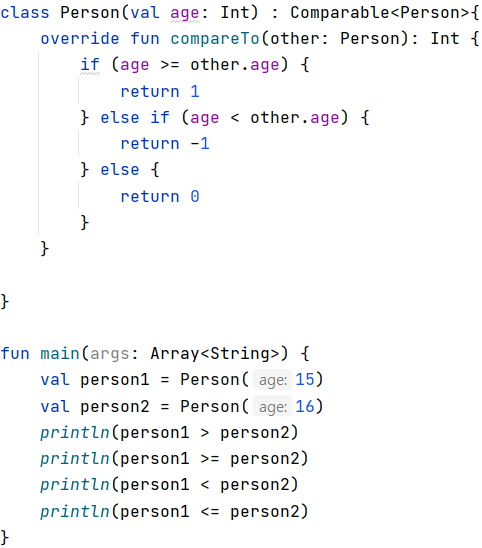 class Person(val age: Int) : Comparable<Person>{
    override fun compareTo(other: Person): Int {
        if (age >= other.age) {
            return 1
        } else if (age < other.age) {
            return -1
        } else {
            return 0
        }
    }
}
fun main(args: Array<String>) {
    val person1 = Person( age: 15)
    val person2 = Person( age: 16)
    println(person1 > person2)
    println(person1 >= person2)
    println(person1 < person2)
    println(person1 <= person2)
}